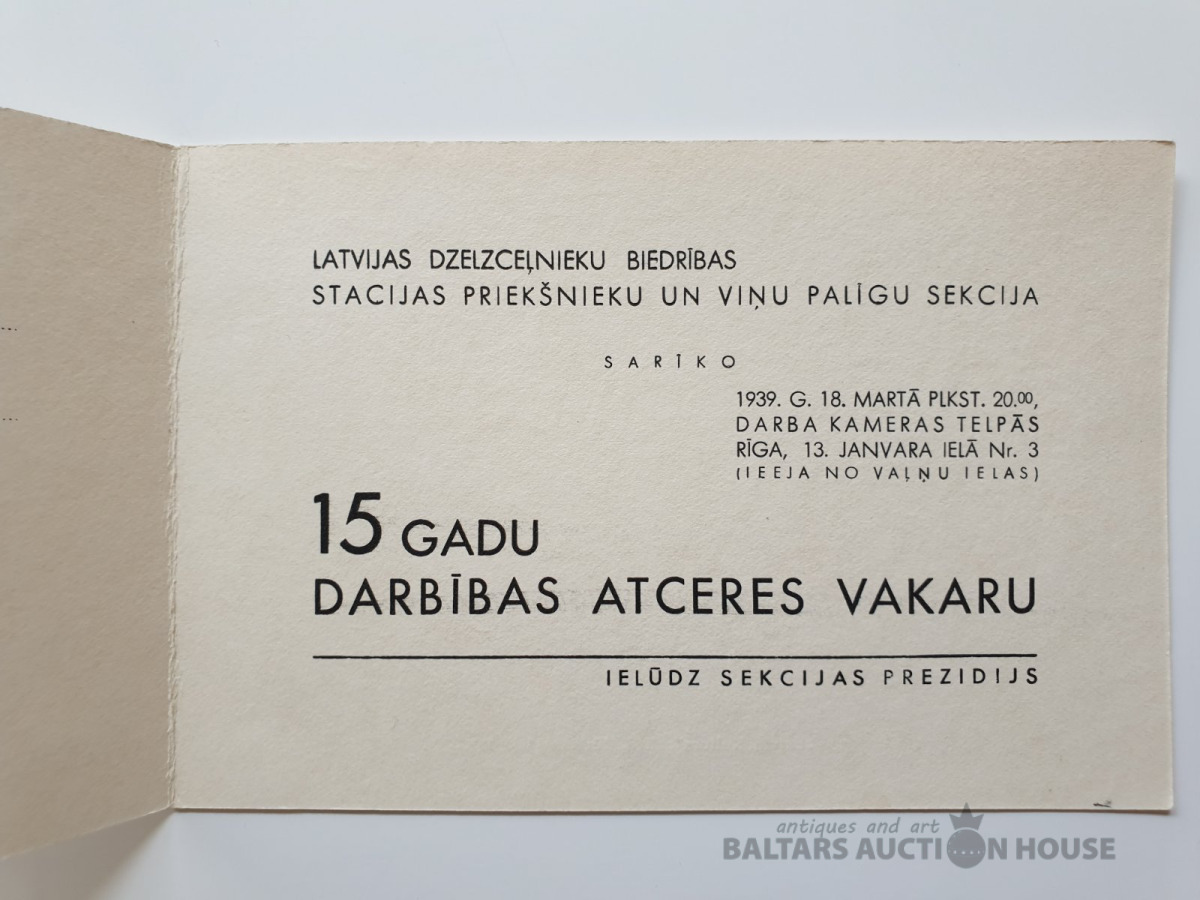 LATVIJAS DZELZCEĻNIEKU BIEDRĪBAS
STACIJAS PRIEKŠNIEKU UN VIŅU PALĪGU SEKCIJA
SARĪKO
1939. G. 18. MARTĀ PLKST. 20.00,
DARBA KAMERAS TELPĀS
RĪGA, 13. JANVARA IELĀ Nr. 3
(IEEJA NO VAĻŅU IELAS)
15 GADU
DARBĪBAS ATCERES VAKARU
IELŪDZ SEKCIJAS PREZIDIJS
antiques and art
BALTARS AUCTION HOUSE